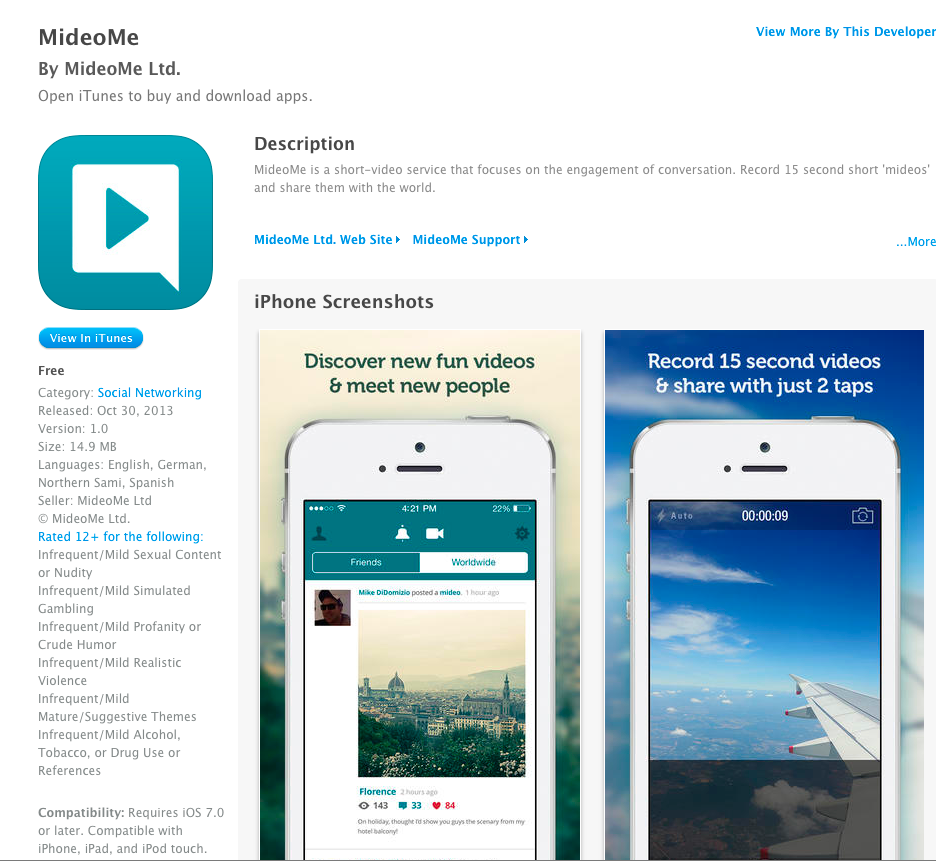 MideoMe
View More By This Developer
By MideoMe Ltd.
Open iTunes to buy and download apps.
Description
MideoMe is a short-video service that focuses on the engagement of conversation. Record 15 second short 'mideos'
and share them with the world.
MideoMe Ltd. Web Site
MideoMe Support
...More
View In iTunes
Free
Category: Social Networking
Released: Oct 30, 2013
Version: 1.0
Size: 14.9 MB
Languages: English, German,
Northern Sami, Spanish
Seller: MideoMe Ltd
© MideoMe Ltd.
Rated 12+ for the following:
Infrequent/Mild Sexual Content
or Nudity
Infrequent/Mild Simulated
Gambling
Infrequent/Mild Profanity or
Crude Humor
Infrequent/Mild Realistic
Violence
Infrequent/Mild
Mature/Suggestive Themes
Infrequent/Mild Alcohol,
Tobacco, or Drug Use or
References
Compatibility: Requires iOS 7.0
or later. Compatible with
iPhone, iPad, and iPod touch.
iPhone Screenshots
Discover new fun videos
& meet new people
4:21 PM
22%
Friends
Worldwide
Mike DiDomizio posted a mideo. 1 hour ago
Florence 2 hours ago
143 33 84
On holiday, thought I'd show you guys the scenary from my
hotel balcony!
Record 15 second videos
& share with just 2 taps
Auto
00:00:09